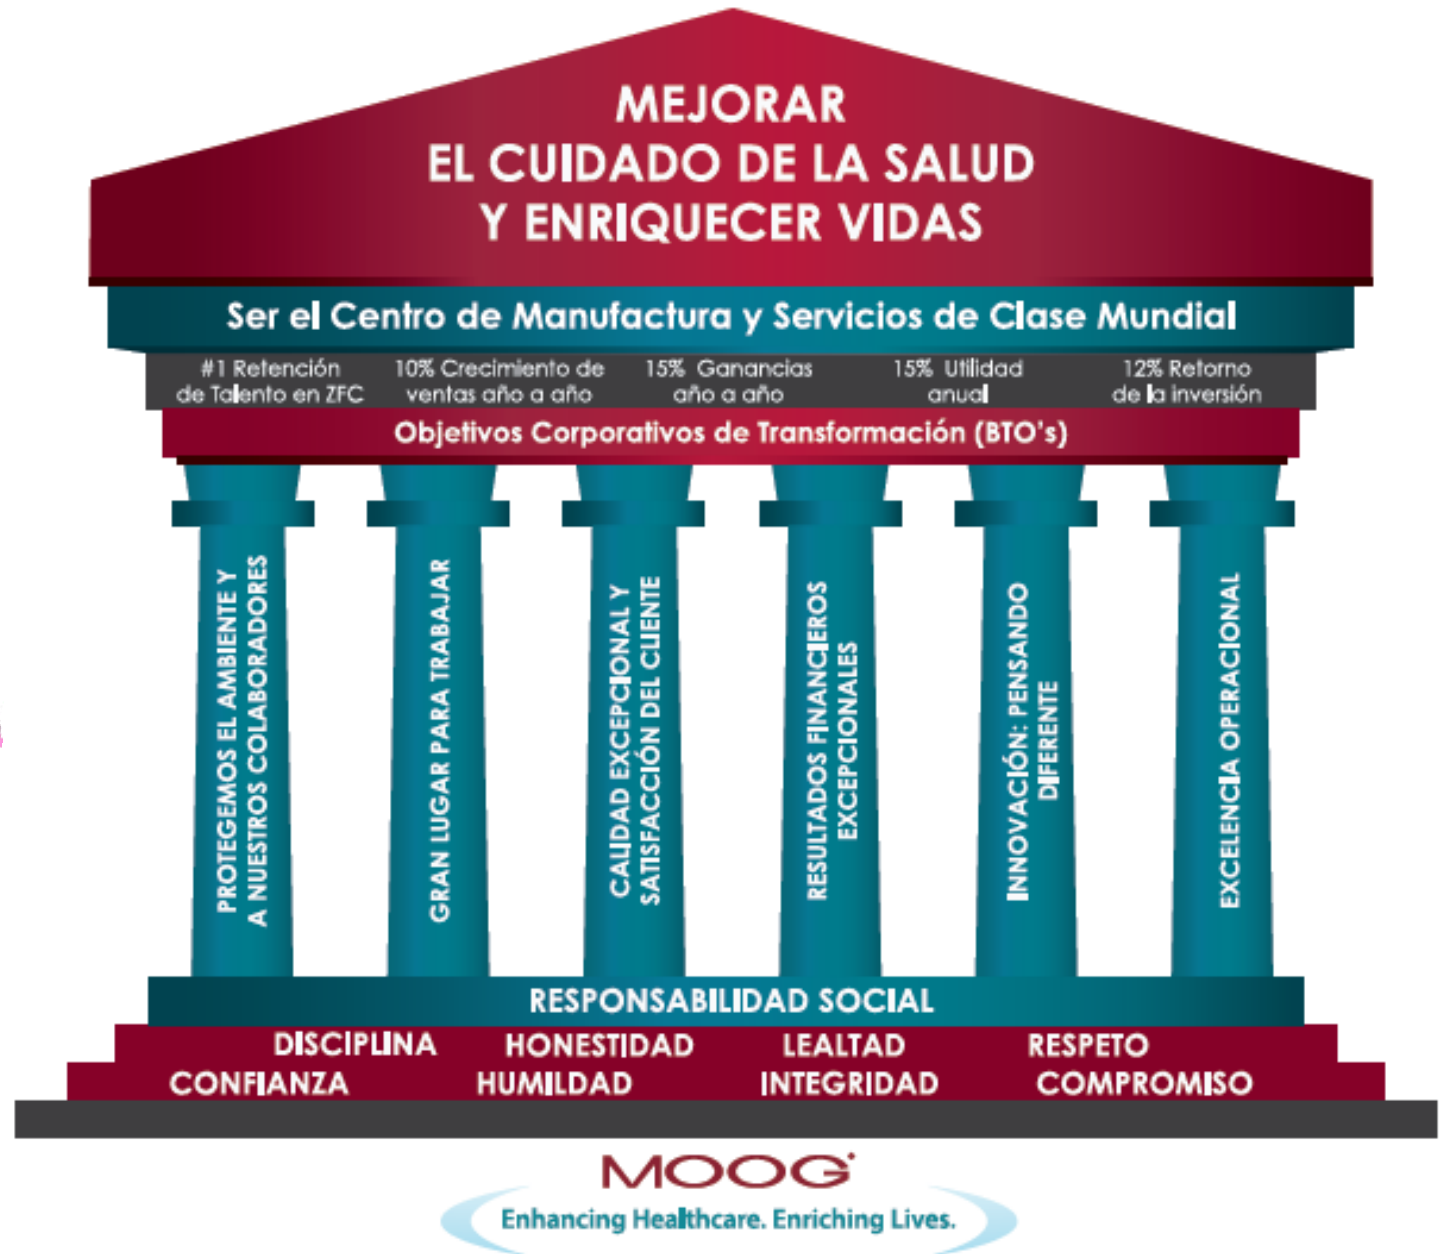 MEJORAR
EL CUIDADO DE LA SALUD
Y ENRIQUECER VIDAS
Ser el Centro de Manufactura y Servicios de Clase Mundial
#1 Retención
de Talento en ZFC
10% Crecimiento de
ventas año a año
15% Ganancias
año a año
15% Utilidad
anual
12% Retorno
de la inversión
Objetivos Corporativos de Transformación (BTO's)
PROTEGEMOS EL AMBIENTE Y
A NUESTROS COLABORADORES
GRAN LUGAR PARA TRABAJAR
CALIDAD EXCEPCIONAL Y
SATISFACCIÓN DEL CLIENTE
RESULTADOS FINANCIEROS
EXCEPCIONALES
INNOVACIÓN: PENSANDO
DIFERENTE
EXCELENCIA OPERACIONAL
RESPONSABILIDAD SOCIAL
DISCIPLINA HONESTIDAD LEALTAD RESPETO
CONFIANZA HUMILDAD INTEGRIDAD COMPROMISO
MOOG
Enhancing Healthcare. Enriching Lives.